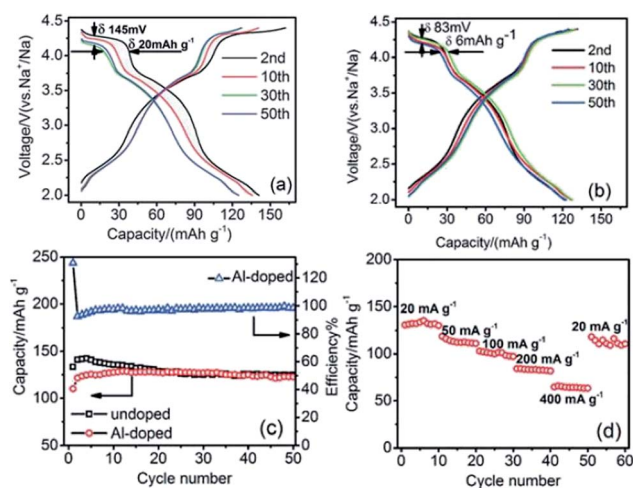 4.5
4.0
3.5
3.0
2.5
2.0
Voltage/V(vs.Na⁺/Na)
δ 145mV
δ 20mAh g⁻¹
2nd
10th
30th
50th
(a)
0 30 60 90 120 150
Capacity/(mAh g⁻¹)
4.5
4.0
3.5
3.0
2.5
2.0
Voltage/V(vs.Na⁺/Na)
δ 83mV
δ 6mAh g⁻¹
2nd
10th
30th
50th
(b)
0 30 60 90 120 150
Capacity/(mAh g⁻¹)
250
200
150
100
50
Capacity/mAh g⁻¹
Al-doped
undoped
Al-doped
(c)
120
100
80
60
40
20
0
Efficiency%
0 10 20 30 40 50
Cycle number
200
150
100
50
0
Capacity/mAh g⁻¹
20 mA g⁻¹
50 mA g⁻¹
100 mA g⁻¹
200 mA g⁻¹
400 mA g⁻¹
20 mA g⁻¹
(d)
0 10 20 30 40 50 60
Cycle number